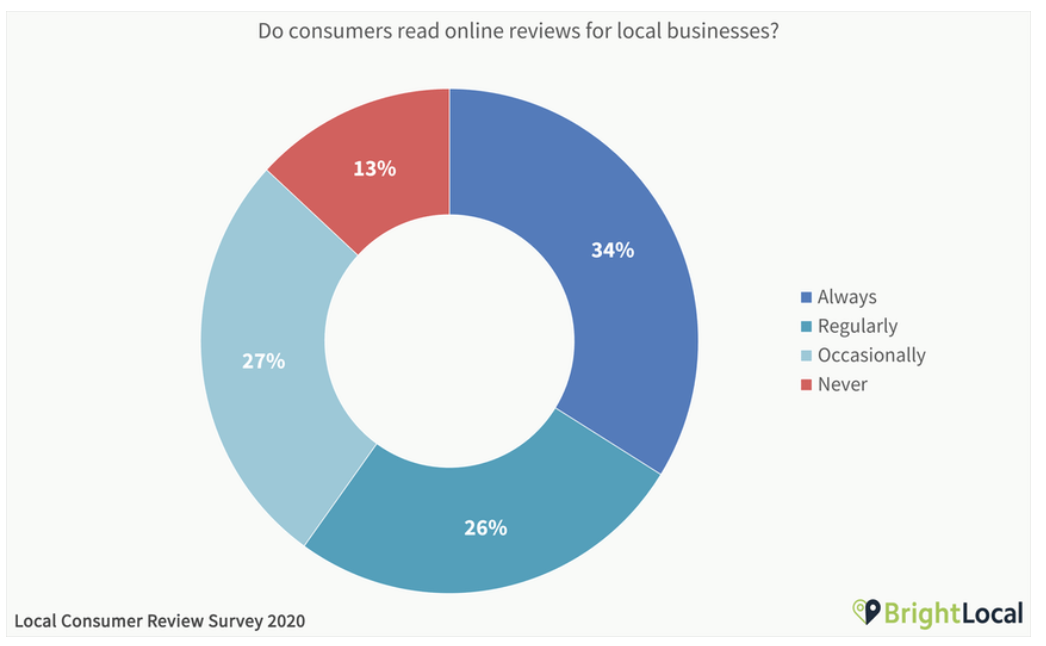 Do consumers read online reviews for local businesses?
13%
34%
27%
26%
Always
Regularly
Occasionally
Never
Local Consumer Review Survey 2020
BrightLocal